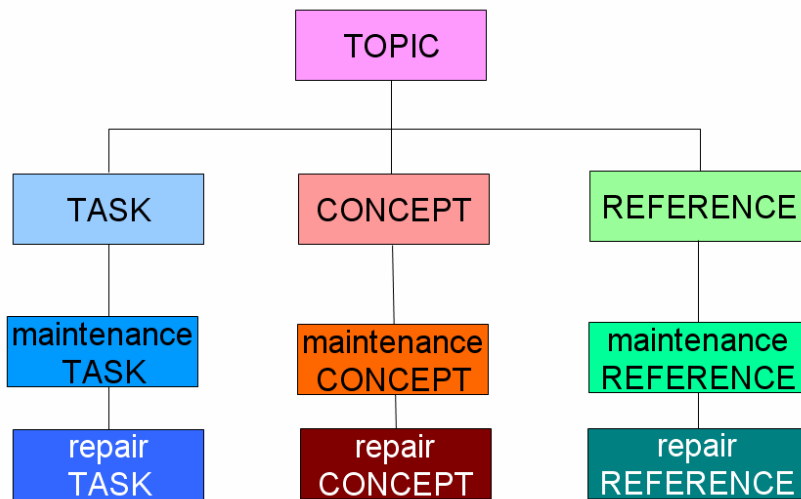 TOPIC
TASK
CONCEPT
REFERENCE
maintenance
TASK
maintenance
CONCEPT
maintenance
REFERENCE
repair
TASK
repair
CONCEPT
repair
REFERENCE